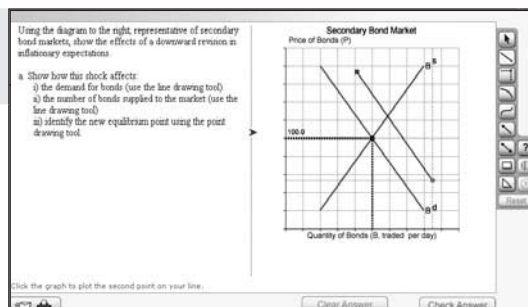 Using the diagram to the right, representative of secondary
bond markets, show the effects of a downward revision in
inflationary expectations.
a. Show how this shock affects:
i) the demand for bonds (use the line drawing tool)
ii) the number of bonds supplied to the market (use the
line drawing tool)
iii) identify the new equilibrium point using the point
drawing tool.
Click the graph to plot the second point on your line.
Secondary Bond Market
Price of Bonds (P)
B s
100.0
B d
Quantity of Bonds (B, traded per day)
?
Reset
Clear Answer
Check Answer